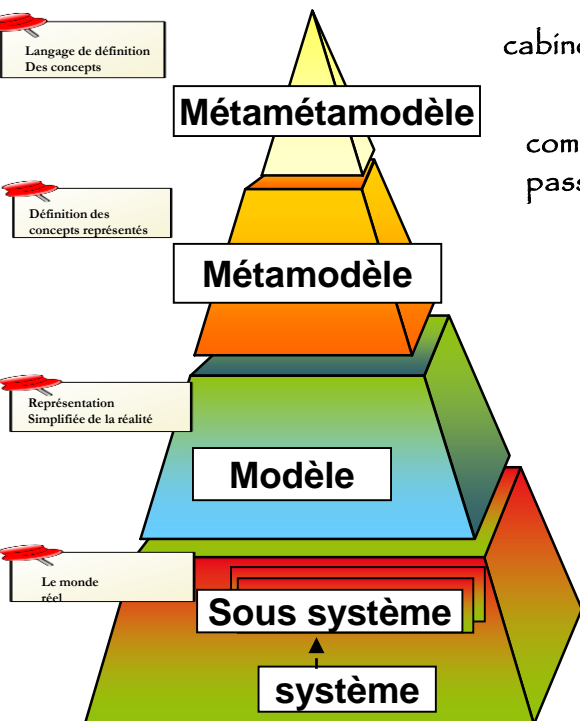 Langage de définition
Des concepts
Métamétamodèle
Définition des
concepts représentés
Métamodèle
Représentation
Simplifiée de la réalité
Modèle
Le monde
réel
Sous système
système